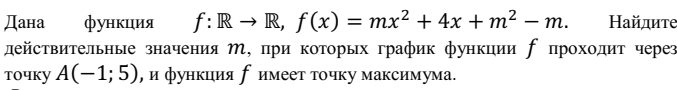 Дана функция f: ℝ → ℝ, f(x) = mx² + 4x + m² − m. Найдите
действительные значения m, при которых график функции f проходит через
точку A(−1; 5), и функция f имеет точку максимума.